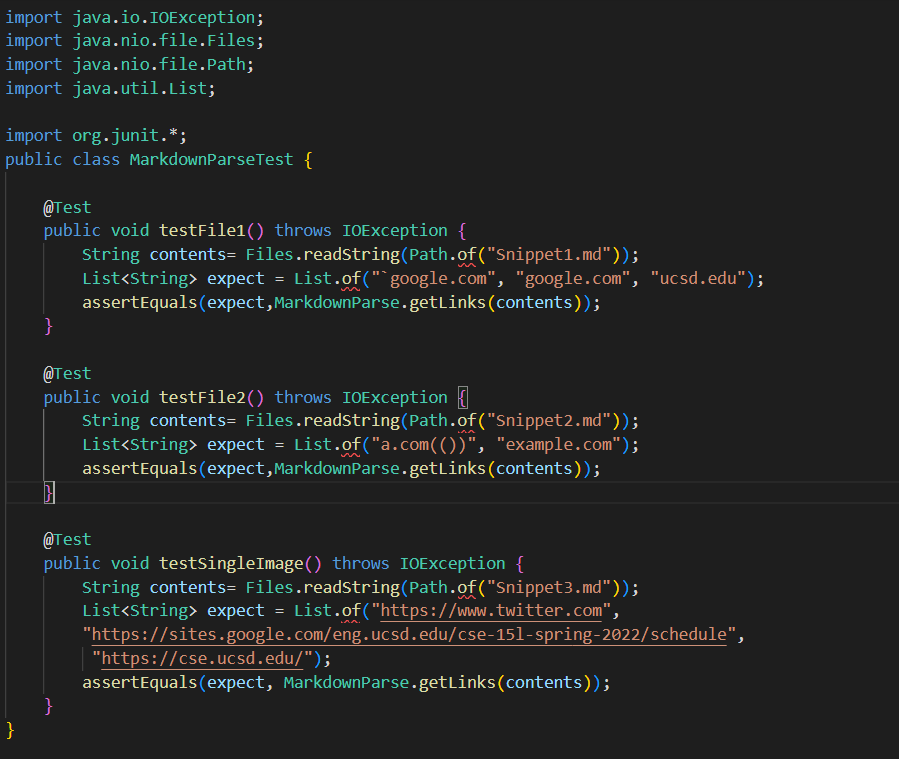 import java.io.IOException;
import java.nio.file.Files;
import java.nio.file.Path;
import java.util.List;

import org.junit.*;
public class MarkdownParseTest {

    @Test
    public void testFile1() throws IOException {
        String contents= Files.readString(Path.of("Snippet1.md"));
        List<String> expect = List.of("`google.com", "google.com", "ucsd.edu");
        assertEquals(expect,MarkdownParse.getLinks(contents));
    }

    @Test
    public void testFile2() throws IOException {
        String contents= Files.readString(Path.of("Snippet2.md"));
        List<String> expect = List.of("a.com(())", "example.com");
        assertEquals(expect,MarkdownParse.getLinks(contents));
    }

    @Test
    public void testSingleImage() throws IOException {
        String contents= Files.readString(Path.of("Snippet3.md"));
        List<String> expect = List.of("https://www.twitter.com",
        "https://sites.google.com/eng.ucsd.edu/cse-15l-spring-2022/schedule",
         "https://cse.ucsd.edu/");
        assertEquals(expect, MarkdownParse.getLinks(contents));
    }
}